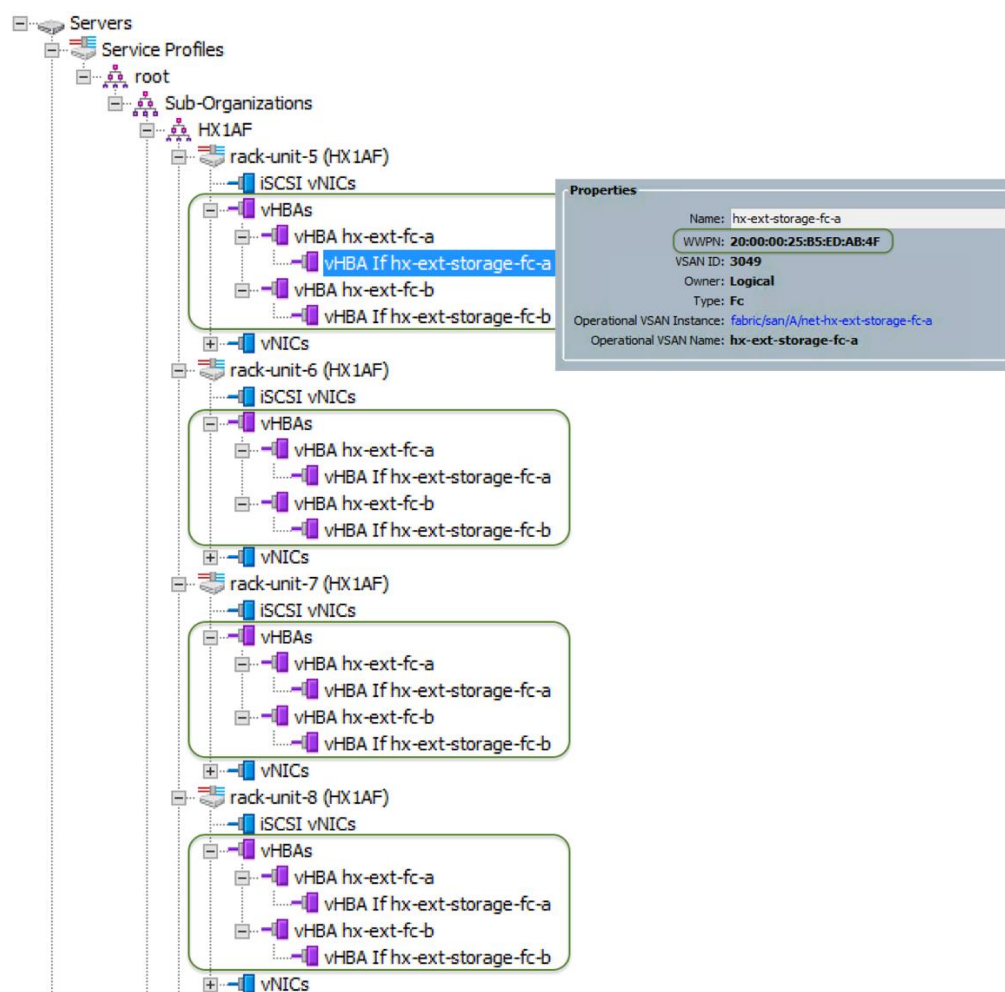 Servers
Service Profiles
root
Sub-Organizations
HX1AF
rack-unit-5 (HX1AF)
iSCSI vNICs
vHBAs
vHBA hx-ext-fc-a
vHBA If hx-ext-storage-fc-a
vHBA hx-ext-fc-b
vHBA If hx-ext-storage-fc-b
vNICs
Properties
Name: hx-ext-storage-fc-a
WWPN: 20:00:00:25:B5:ED:AB:4F
VSAN ID: 3049
Owner: Logical
Type: Fc
Operational VSAN Instance: fabric/san/A/net-hx-ext-storage-fc-a
Operational VSAN Name: hx-ext-storage-fc-a
rack-unit-6 (HX1AF)
iSCSI vNICs
vHBAs
vHBA hx-ext-fc-a
vHBA If hx-ext-storage-fc-a
vHBA hx-ext-fc-b
vHBA If hx-ext-storage-fc-b
vNICs
rack-unit-7 (HX1AF)
iSCSI vNICs
vHBAs
vHBA hx-ext-fc-a
vHBA If hx-ext-storage-fc-a
vHBA hx-ext-fc-b
vHBA If hx-ext-storage-fc-b
vNICs
rack-unit-8 (HX1AF)
iSCSI vNICs
vHBAs
vHBA hx-ext-fc-a
vHBA If hx-ext-storage-fc-a
vHBA hx-ext-fc-b
vHBA If hx-ext-storage-fc-b
vNICs